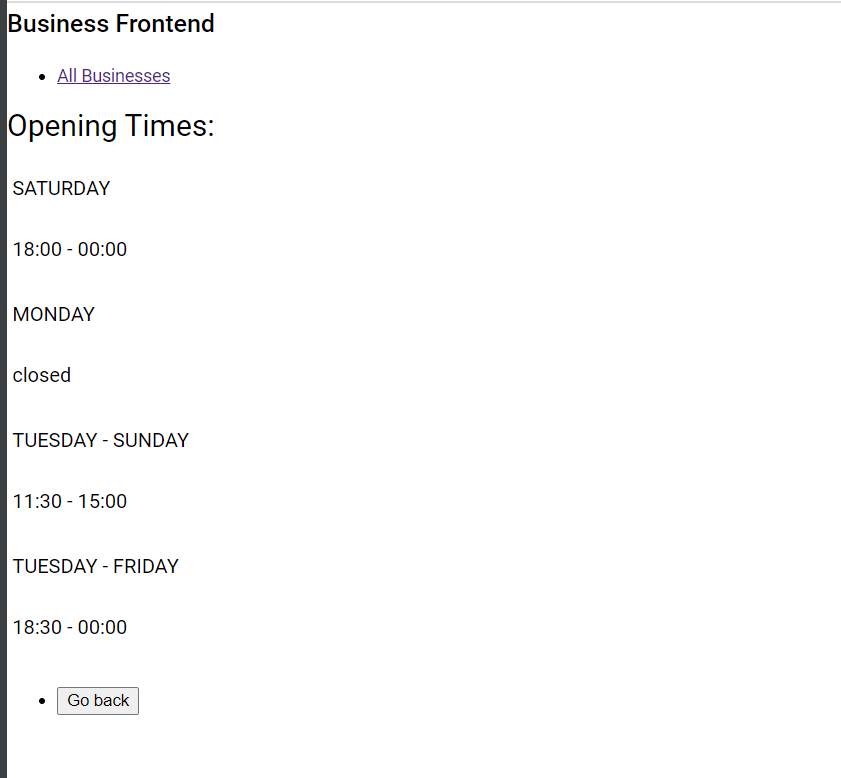 Business Frontend
All Businesses
Opening Times:
SATURDAY
18:00 - 00:00
MONDAY
closed
TUESDAY - SUNDAY
11:30 - 15:00
TUESDAY - FRIDAY
18:30 - 00:00
Go back